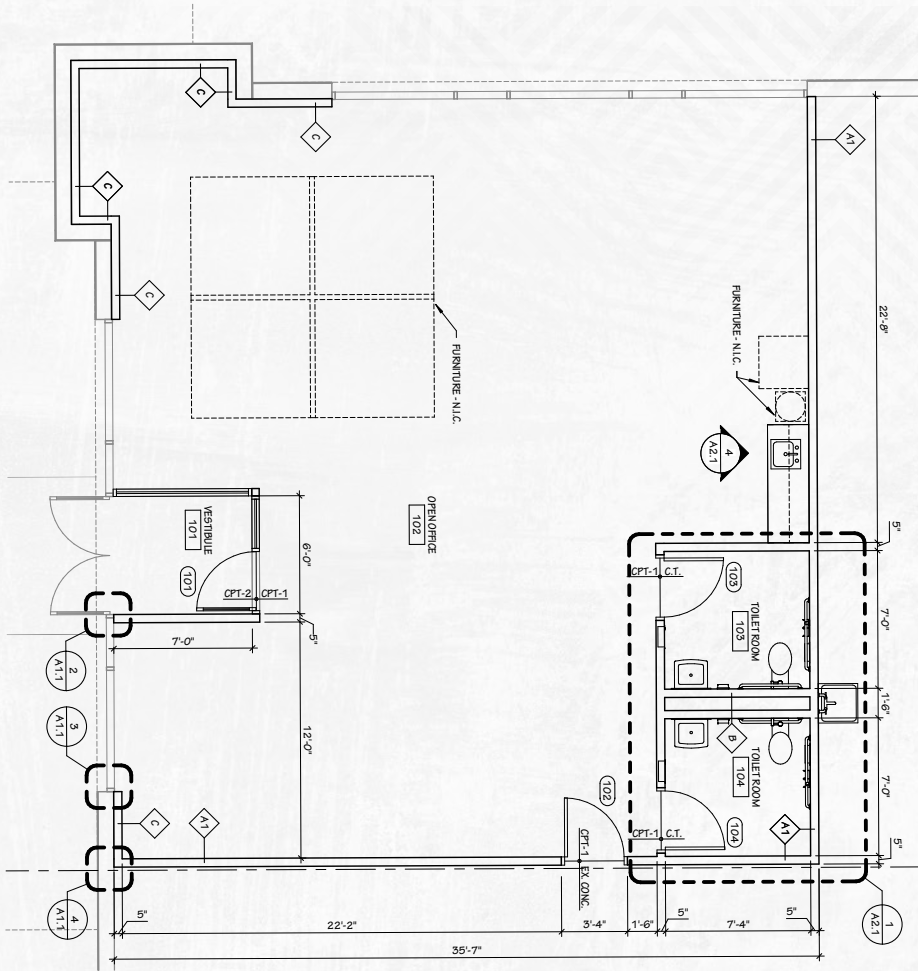 C
C
C
C
A1
22'-8"
FURNITURE - N.I.C.
FURNITURE - N.I.C.
4
A2.1
OPEN OFFICE
102
VESTIBULE
101
101
CPT-2
CPT-1
6'-0"
5"
7'-0"
12'-0"
5"
CPT-1
C.T.
103
TOILET ROOM
103
7'-0"
1'-6"
B
TOILET ROOM
104
7'-0"
CPT-1
C.T.
104
A1
5"
102
CPT-1
EX. CONC.
2
A1.1
3
A1.1
C
A1
4
A1.1
1
A2.1
5"
22'-2"
3'-4"
1'-6"
5"
7'-4"
5"
35'-7"